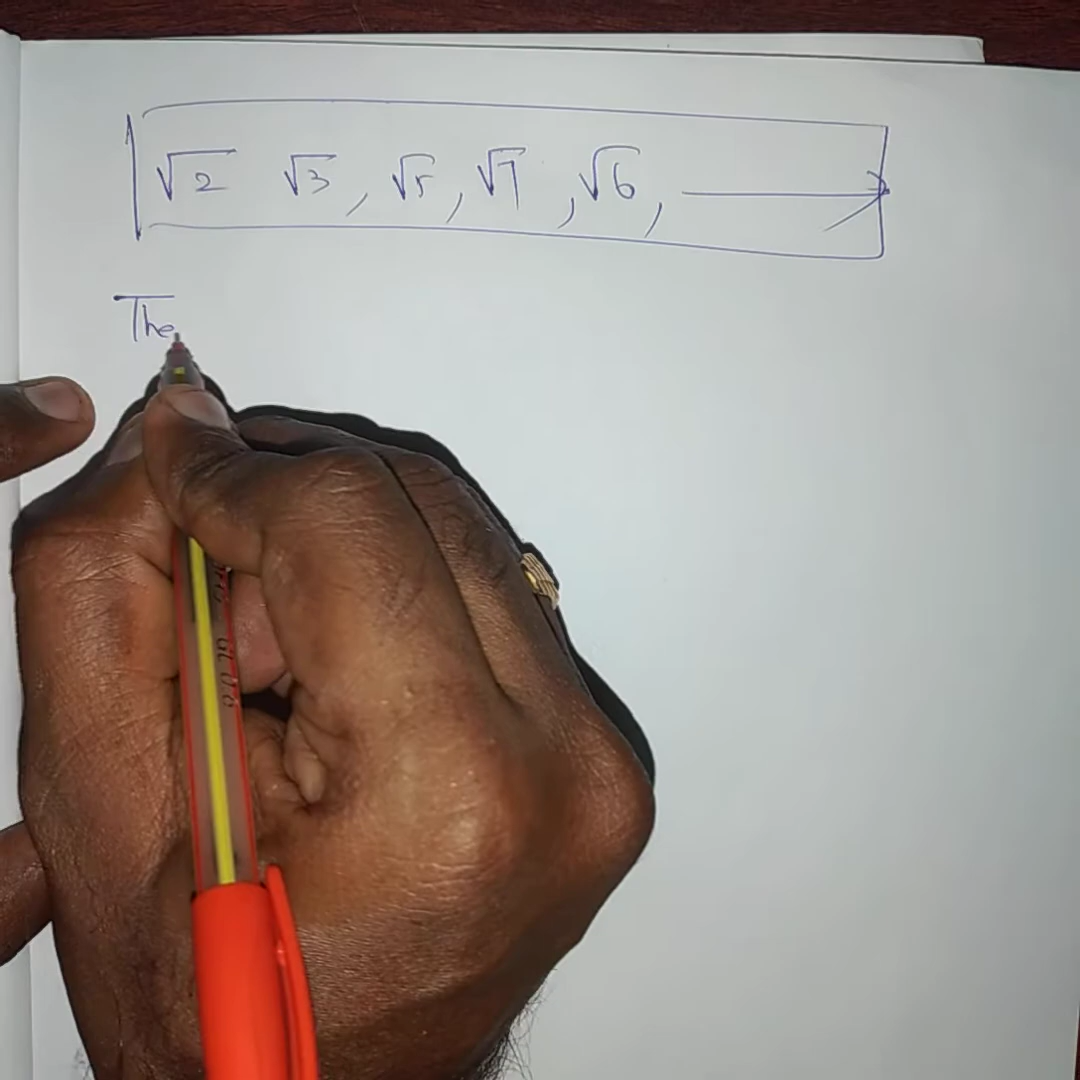 √2 √3, √5, √7, √6,
The